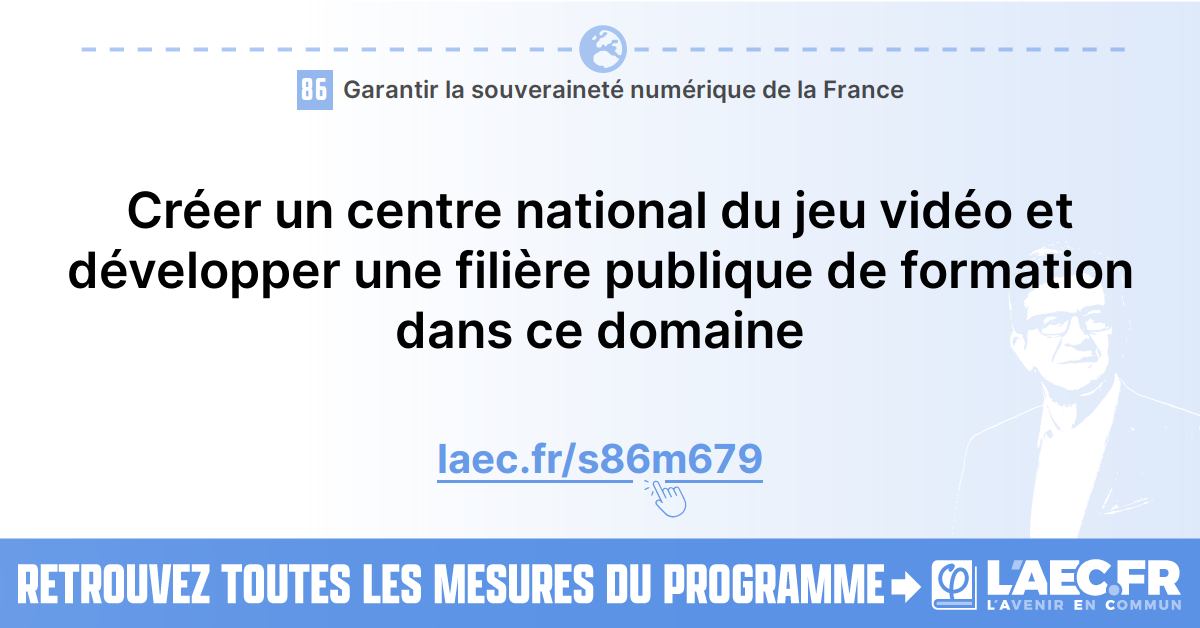 86 Garantir la souveraineté numérique de la France
Créer un centre national du jeu vidéo et
développer une filière publique de formation
dans ce domaine
laec.fr/s86m679
RETROUVEZ TOUTES LES MESURES DU PROGRAMME
φ L'AEC.FR
L'AVENIR EN COMMUN